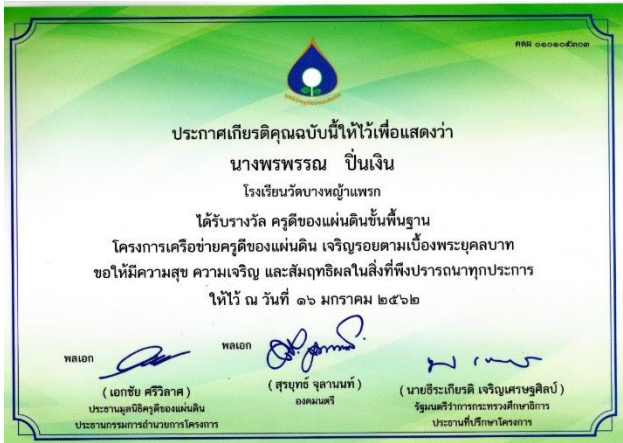 คคผ ๐๑๐๑๐๕๓๐๓
ประกาศเกียรติคุณฉบับนี้ให้ไว้เพื่อแสดงว่า
นางพรพรรณ ปิ่นเงิน
โรงเรียนวัดบางหญ้าแพรก
ได้รับรางวัล ครูดีของแผ่นดินขั้นพื้นฐาน
โครงการเครือข่ายครูดีของแผ่นดิน เจริญรอยตามเบื้องพระยุคลบาท
ขอให้มีความสุข ความเจริญ และสัมฤทธิผลในสิ่งที่พึงปรารถนาทุกประการ
ให้ไว้ ณ วันที่ ๑๖ มกราคม ๒๕๖๒
พลเอก
พลเอก
( เอกชัย ศรีวิลาศ )
ประธานมูลนิธิครูดีของแผ่นดิน
ประธานกรรมการอำนวยการโครงการ
( สุรยุทธ์ จุลานนท์ )
องคมนตรี
( นายธีระเกียรติ เจริญเศรษฐศิลป์ )
รัฐมนตรีว่าการกระทรวงศึกษาธิการ
ประธานที่ปรึกษาโครงการ